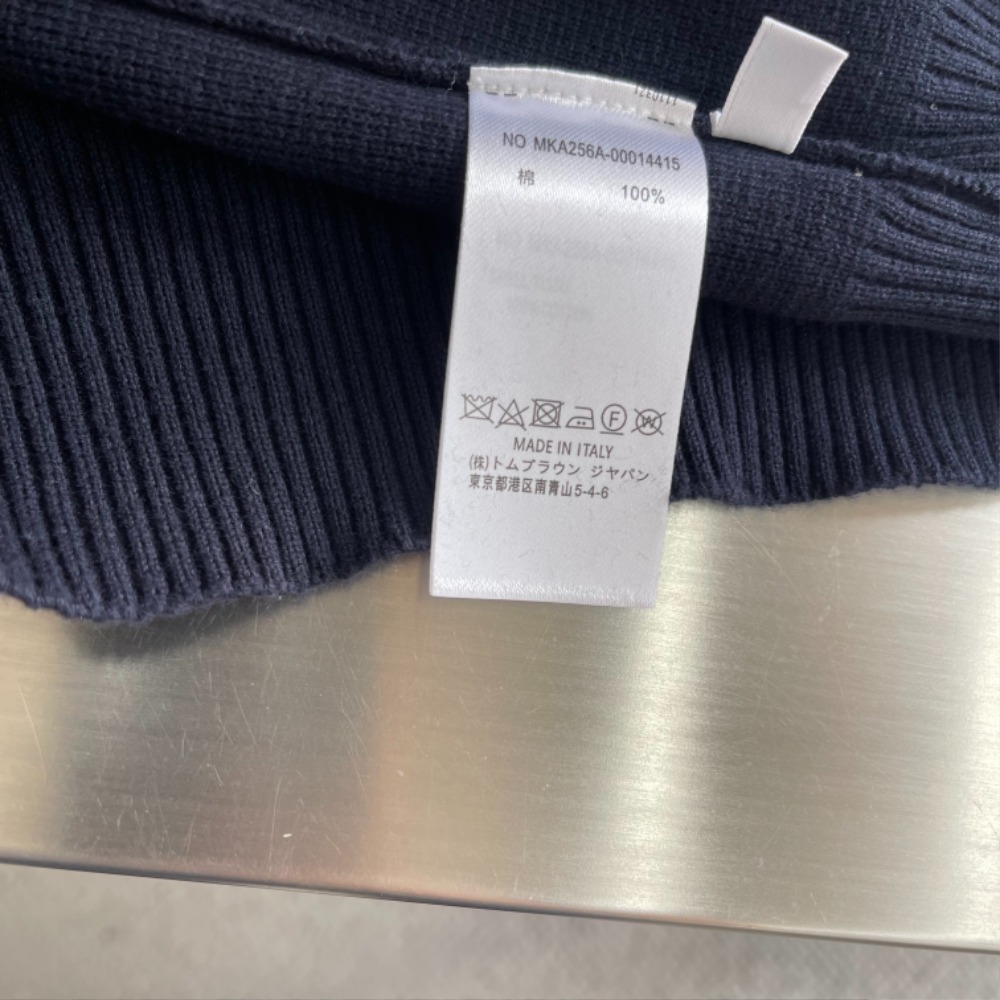 NO MKA256A-00014415
棉 100%
F
W
MADE IN ITALY
(株)トムブラウン ジャパン
東京都港区南青山5-4-6